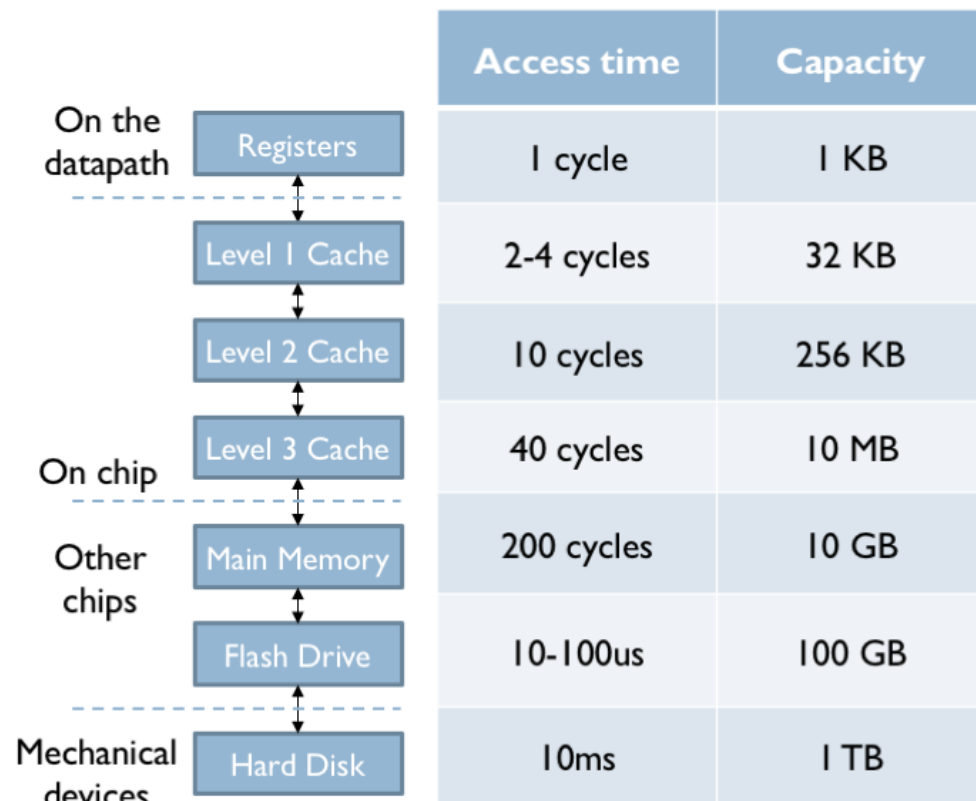 Access time Capacity
On the
datapath
Registers 1 cycle 1 KB
Level 1 Cache 2-4 cycles 32 KB
Level 2 Cache 10 cycles 256 KB
On chip
Level 3 Cache 40 cycles 10 MB
Other
chips
Main Memory 200 cycles 10 GB
Flash Drive 10-100us 100 GB
Mechanical
devices
Hard Disk 10ms 1 TB